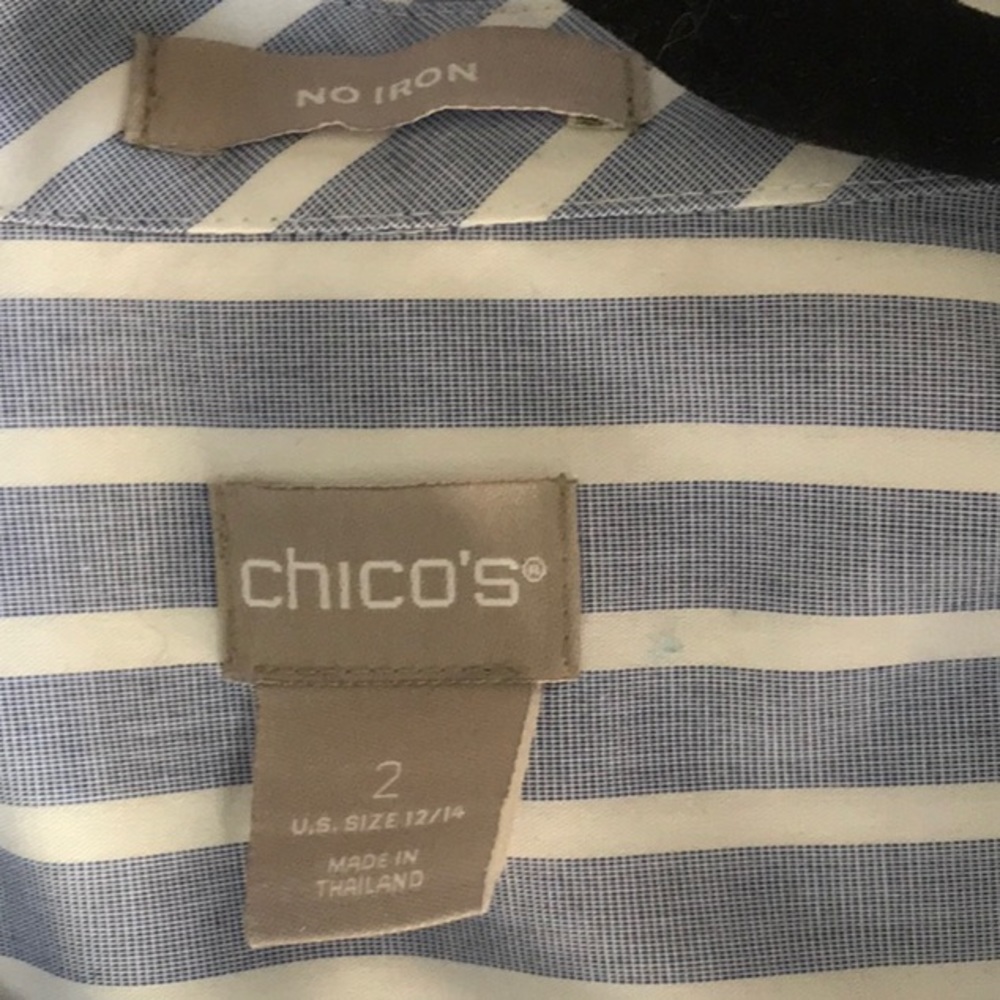 NO IRON
chico's®
2
U.S. SIZE 12/14
MADE IN
THAILAND